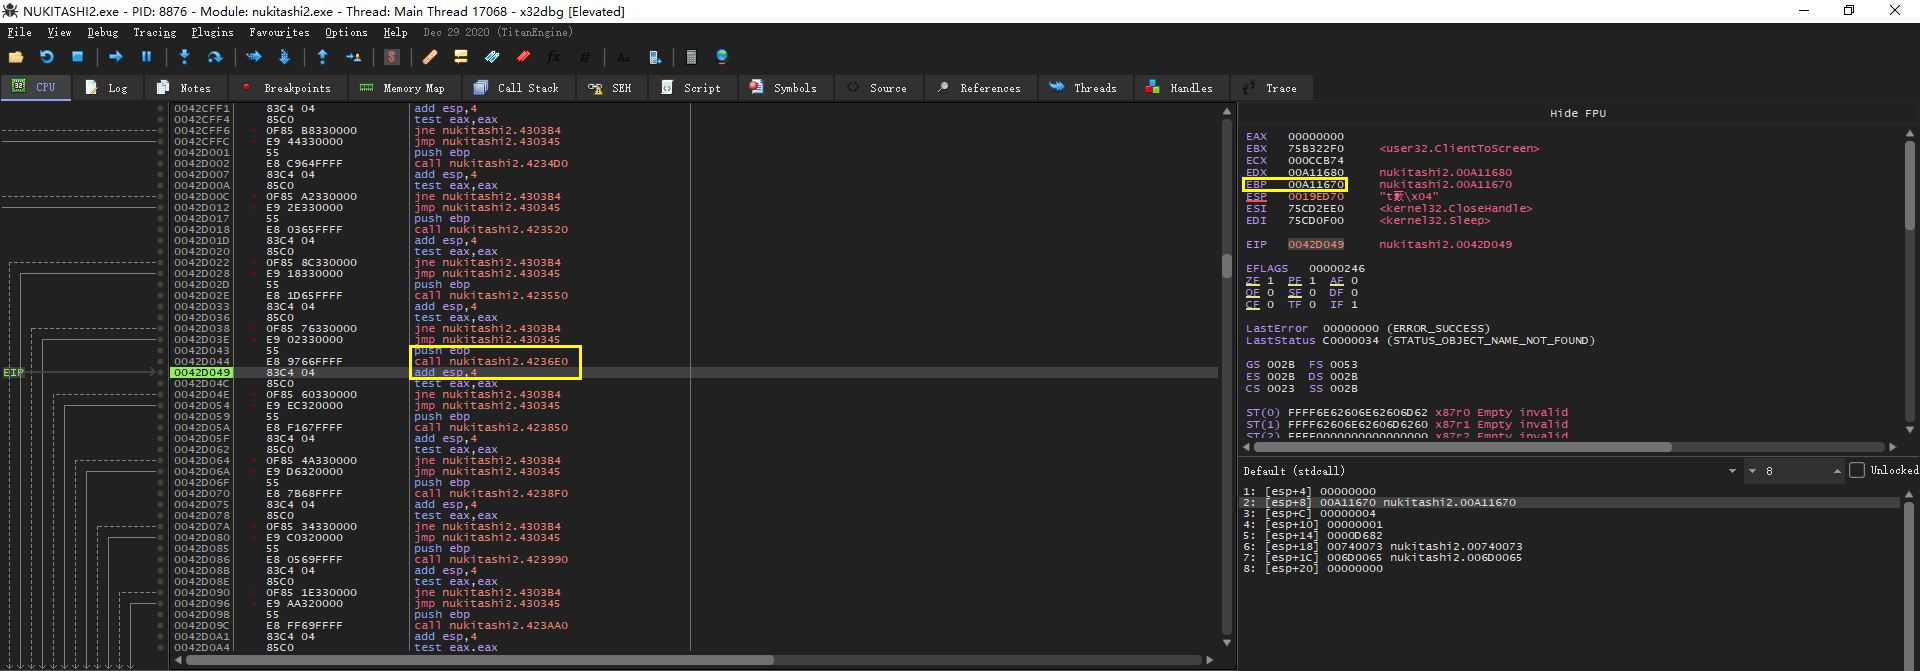 NUKITASHI2.exe - PID: 8876 - Module: nukitashi2.exe - Thread: Main Thread 17068 - x32dbg [Elevated]
File View Debug Tracing Plugins Favourites Options Help Dec 29 2020 (TitanEngine)
CPU Log Notes Breakpoints Memory Map Call Stack SEH Script Symbols Source References Threads Handles Trace
0042CFF1 83C4 04 add esp,4
0042CFF4 85C0 test eax,eax
0042CFF6 0F85 B8330000 jne nukitashi2.4303B4
0042CFFC E9 44330000 jmp nukitashi2.430345
0042D001 55 push ebp
0042D002 E8 C964FFFF call nukitashi2.4234D0
0042D007 83C4 04 add esp,4
0042D00A 85C0 test eax,eax
0042D00C 0F85 A2330000 jne nukitashi2.4303B4
0042D012 E9 2E330000 jmp nukitashi2.430345
0042D017 55 push ebp
0042D018 E8 0365FFFF call nukitashi2.423520
0042D01D 83C4 04 add esp,4
0042D020 85C0 test eax,eax
0042D022 0F85 8C330000 jne nukitashi2.4303B4
0042D028 E9 18330000 jmp nukitashi2.430345
0042D02D 55 push ebp
0042D02E E8 1D65FFFF call nukitashi2.423550
0042D033 83C4 04 add esp,4
0042D036 85C0 test eax,eax
0042D038 0F85 76330000 jne nukitashi2.4303B4
0042D03E E9 02330000 jmp nukitashi2.430345
0042D043 55 push ebp
0042D044 E8 9766FFFF call nukitashi2.4236E0
EIP 0042D049 83C4 04 add esp,4
0042D04C 85C0 test eax,eax
0042D04E 0F85 60330000 jne nukitashi2.4303B4
0042D054 E9 EC320000 jmp nukitashi2.430345
0042D059 55 push ebp
0042D05A E8 F167FFFF call nukitashi2.423850
0042D05F 83C4 04 add esp,4
0042D062 85C0 test eax,eax
0042D064 0F85 4A330000 jne nukitashi2.4303B4
0042D06A E9 D6320000 jmp nukitashi2.430345
0042D06F 55 push ebp
0042D070 E8 7B68FFFF call nukitashi2.4238F0
0042D075 83C4 04 add esp,4
0042D078 85C0 test eax,eax
0042D07A 0F85 34330000 jne nukitashi2.4303B4
0042D080 E9 C0320000 jmp nukitashi2.430345
0042D085 55 push ebp
0042D086 E8 0569FFFF call nukitashi2.423990
0042D08B 83C4 04 add esp,4
0042D08E 85C0 test eax,eax
0042D090 0F85 1E330000 jne nukitashi2.4303B4
0042D096 E9 AA320000 jmp nukitashi2.430345
0042D09B 55 push ebp
0042D09C E8 FF69FFFF call nukitashi2.423AA0
0042D0A1 83C4 04 add esp,4
0042D0A4 85C0 test eax,eax
Hide FPU
EAX 00000000
EBX 75B322F0 <user32.ClientToScreen>
ECX 000CCB74
EDX 00A11680 nukitashi2.00A11680
EBP 00A11670 nukitashi2.00A11670
ESP 0019ED70
ESI 75CD2EE0 <kernel32.CloseHandle>
EDI 75CD0F00 <kernel32.Sleep>
EIP 0042D049 nukitashi2.0042D049
EFLAGS 00000246
ZF 1 PF 1 AF 0
OF 0 SF 0 DF 0
CF 0 TF 0 IF 1
LastError 00000000 (ERROR_SUCCESS)
LastStatus C0000034 (STATUS_OBJECT_NAME_NOT_FOUND)
GS 002B FS 0053
ES 002B DS 002B
CS 0023 SS 002B
ST(0) FFFF6E62606E62606D62 x87r0 Empty invalid
ST(1) FFFF62606E62606D6260 x87r1 Empty invalid
ST(2) FFFF0000000000000000 x87r2 Empty invalid
Default (stdcall) 8 Unlocked
1: [esp+4] 00000000
2: [esp+8] 00A11670 nukitashi2.00A11670
3: [esp+C] 00000004
4: [esp+10] 00000001
5: [esp+14] 0000D682
6: [esp+18] 00740073 nukitashi2.00740073
7: [esp+1C] 006D0065 nukitashi2.006D0065
8: [esp+20] 00000000